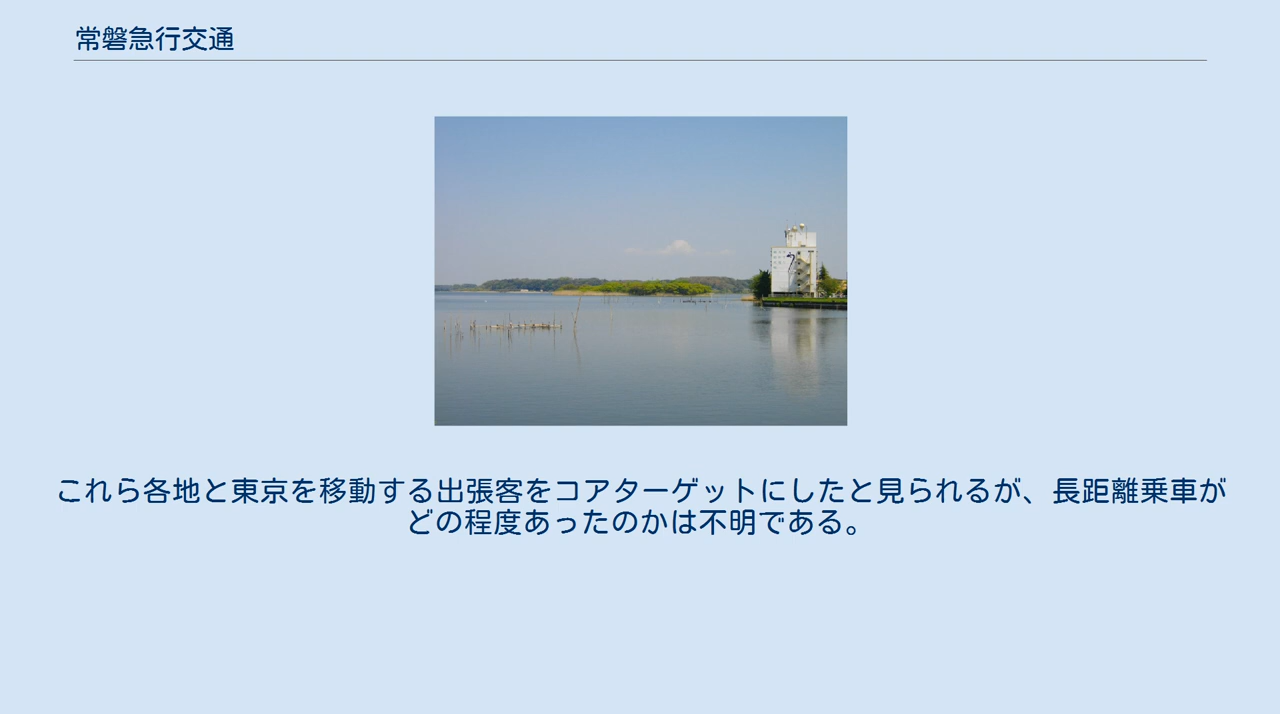 常磐急行交通
これら各地と東京を移動する出張客をコアターゲットにしたと見られるが、長距離乗車が
どの程度あったのかは不明である。